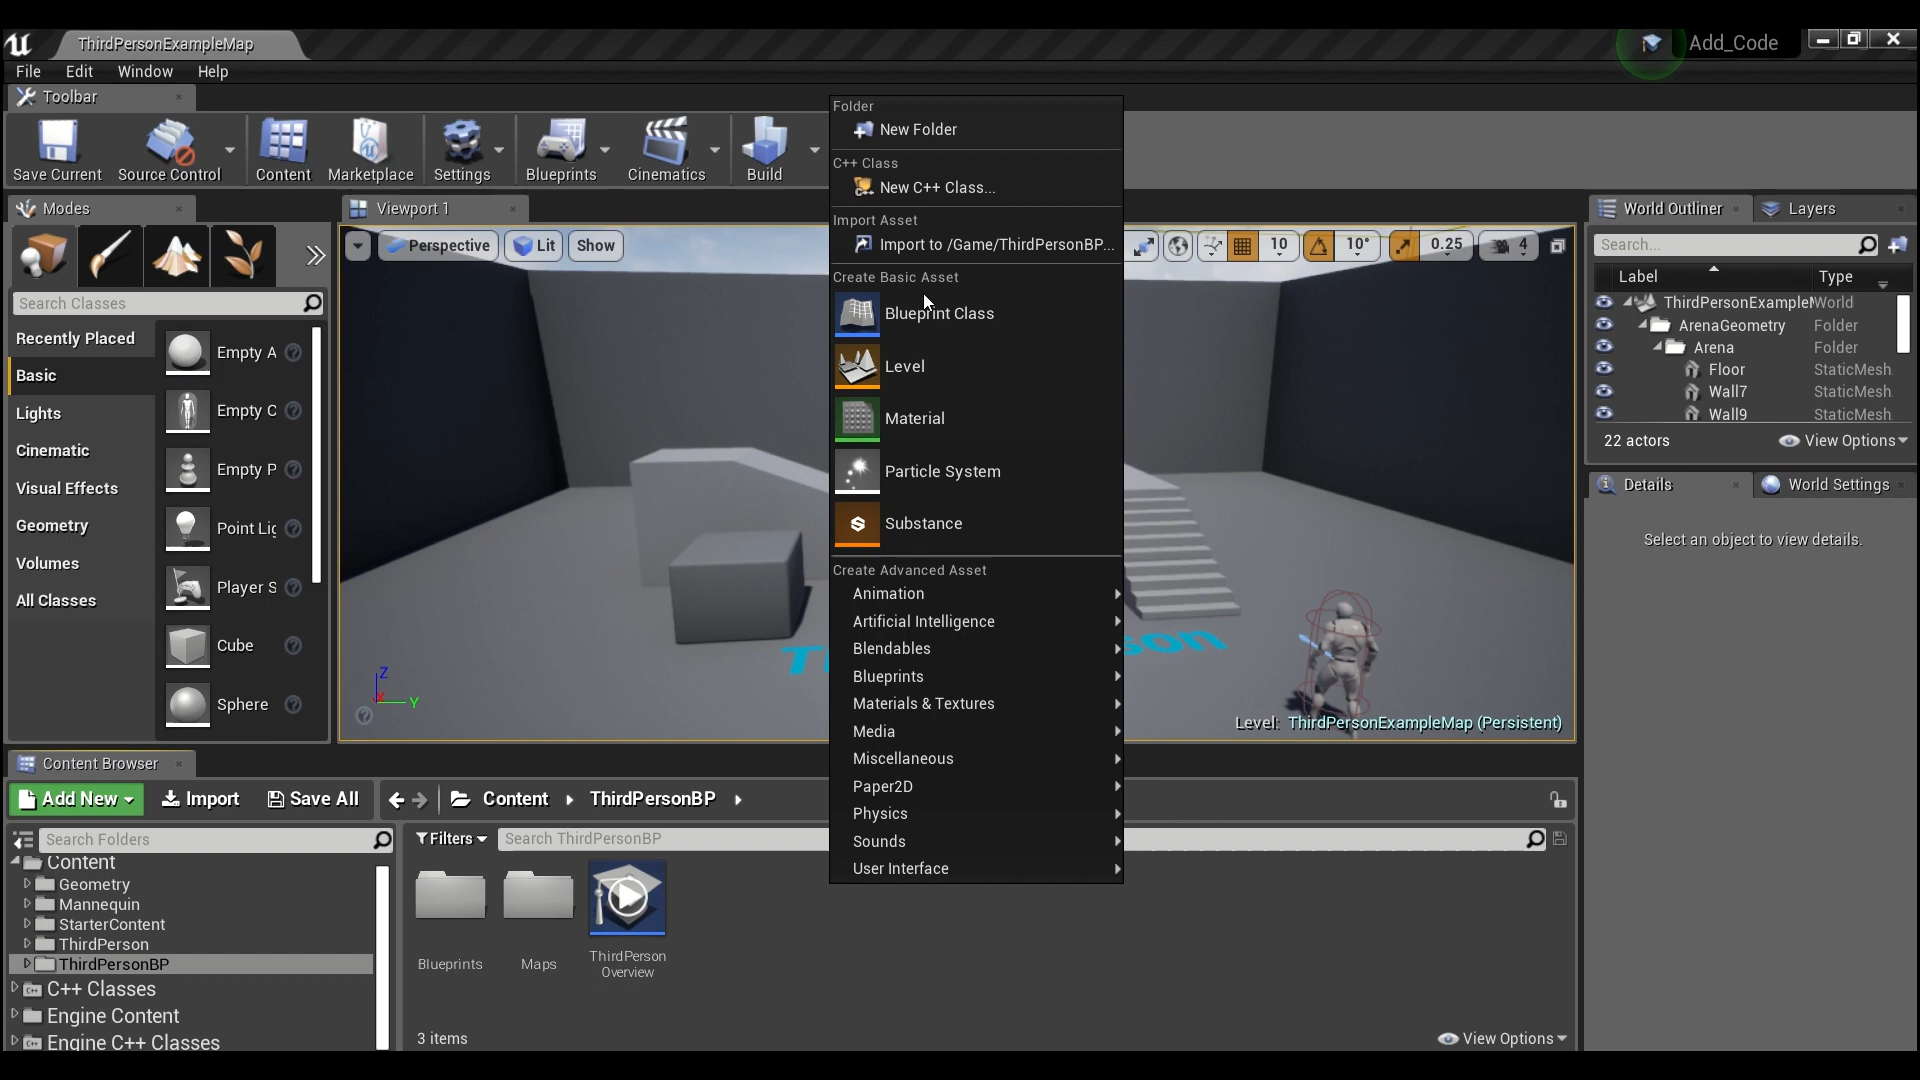 ThirdPersonExampleMap
Add_Code
File Edit Window Help
Toolbar
Save Current Source Control Content Marketplace Settings Blueprints Cinematics Build
Modes
Search Classes
Recently Placed
Basic
Lights
Cinematic
Visual Effects
Geometry
Volumes
All Classes
Empty A
Empty C
Empty P
Point Lig
Player S
Cube
Sphere
Viewport 1
Perspective Lit Show
10 10° 0.25 4
Z
X
Y
Level: ThirdPersonExampleMap (Persistent)
Folder
New Folder
C++ Class
New C++ Class...
Import Asset
Import to /Game/ThirdPersonBP...
Create Basic Asset
Blueprint Class
Level
Material
Particle System
Substance
Create Advanced Asset
Animation
Artificial Intelligence
Blendables
Blueprints
Materials & Textures
Media
Miscellaneous
Paper2D
Physics
Sounds
User Interface
World Outliner Layers
Search...
Label Type
ThirdPersonExample World
ArenaGeometry Folder
Arena Folder
Floor StaticMesh
Wall7 StaticMesh
Wall9 StaticMesh
22 actors View Options
Details World Settings
Select an object to view details.
Content Browser
Add New Import Save All Content ThirdPersonBP
Search Folders
Content
Geometry
Mannequin
StarterContent
ThirdPerson
ThirdPersonBP
C++ Classes
Engine Content
Engine C++ Classes
Filters Search ThirdPersonBP
Blueprints Maps ThirdPerson
Overview
3 items View Options